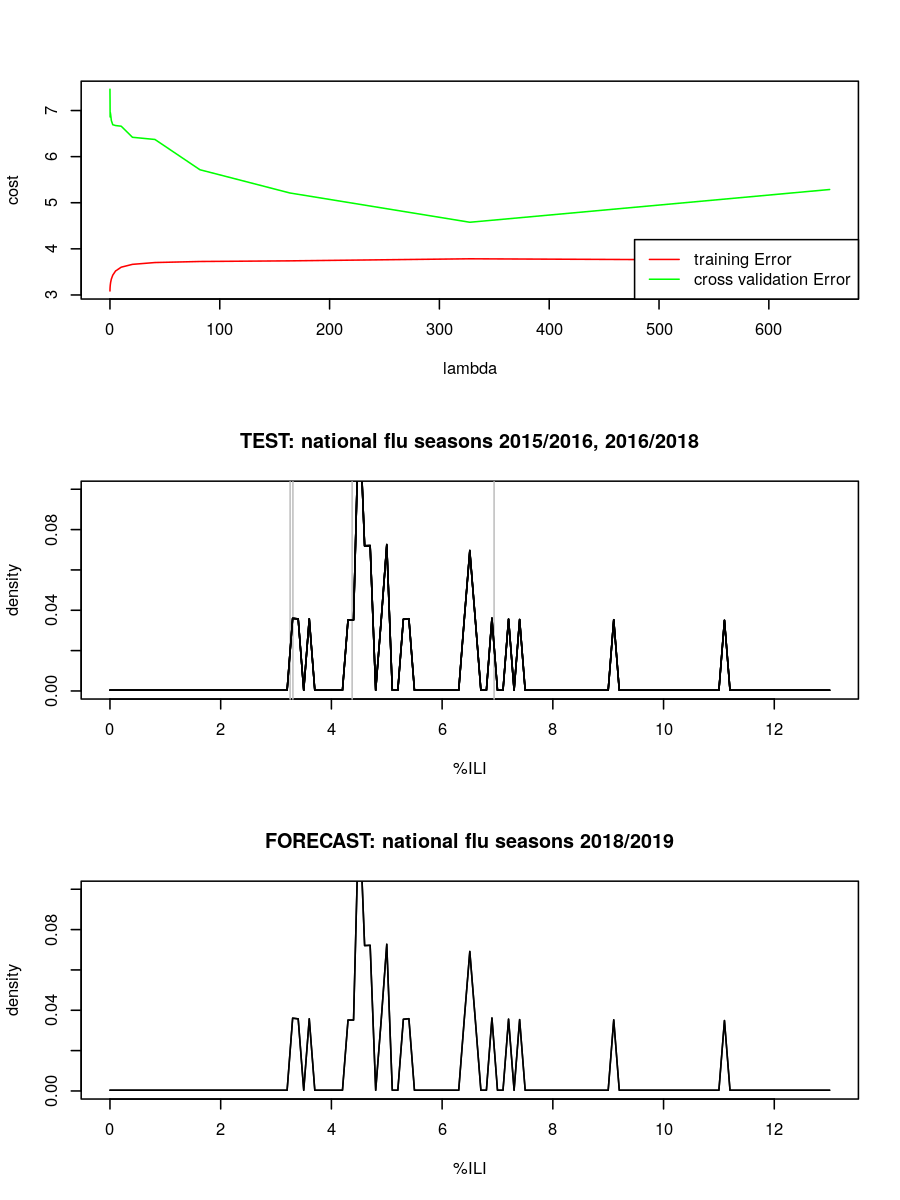 7
6
5
4
3
cost
training Error
cross validation Error
0 100 200 300 400 500 600
lambda
TEST: national flu seasons 2015/2016, 2016/2018
0.08
0.04
0.00
density
0 2 4 6 8 10 12
%ILI
FORECAST: national flu seasons 2018/2019
0.08
0.04
0.00
density
0 2 4 6 8 10 12
%ILI